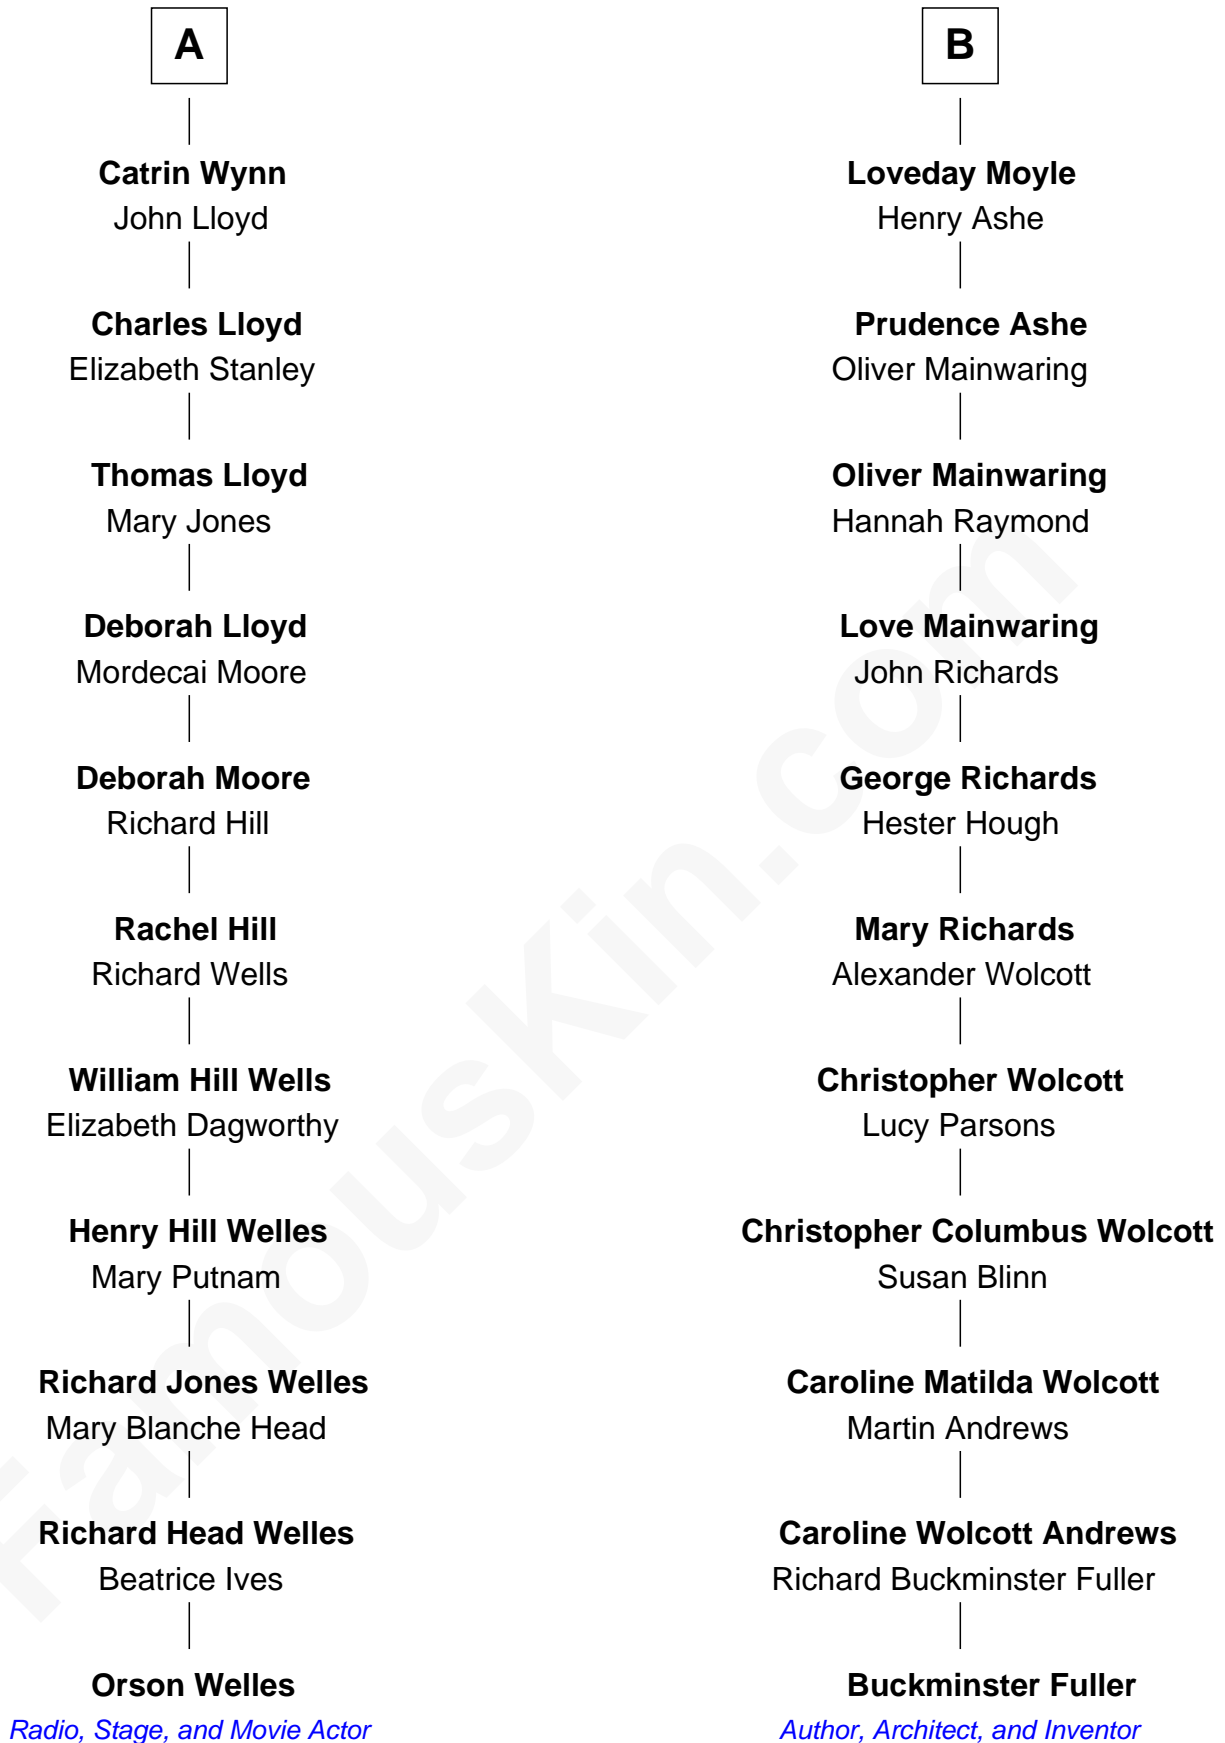 A
Catrin Wynn
John Lloyd
Charles Lloyd
Elizabeth Stanley
Thomas Lloyd
Mary Jones
Deborah Lloyd
Mordecai Moore
Deborah Moore
Richard Hill
Rachel Hill
Richard Wells
William Hill Wells
Elizabeth Dagworthy
Henry Hill Welles
Mary Putnam
Richard Jones Welles
Mary Blanche Head
Richard Head Welles
Beatrice Ives
Orson Welles
Radio, Stage, and Movie Actor
B
Loveday Moyle
Henry Ashe
Prudence Ashe
Oliver Mainwaring
Oliver Mainwaring
Hannah Raymond
Love Mainwaring
John Richards
George Richards
Hester Hough
Mary Richards
Alexander Wolcott
Christopher Wolcott
Lucy Parsons
Christopher Columbus Wolcott
Susan Blinn
Caroline Matilda Wolcott
Martin Andrews
Caroline Wolcott Andrews
Richard Buckminster Fuller
Buckminster Fuller
Author, Architect, and Inventor
FamousKin.com